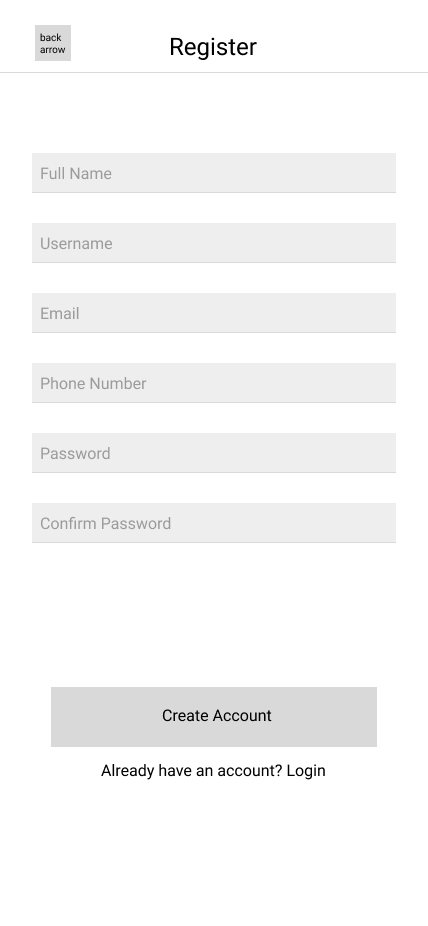 back
arrow
Register
Full Name
Username
Email
Phone Number
Password
Confirm Password
Create Account
Already have an account? Login